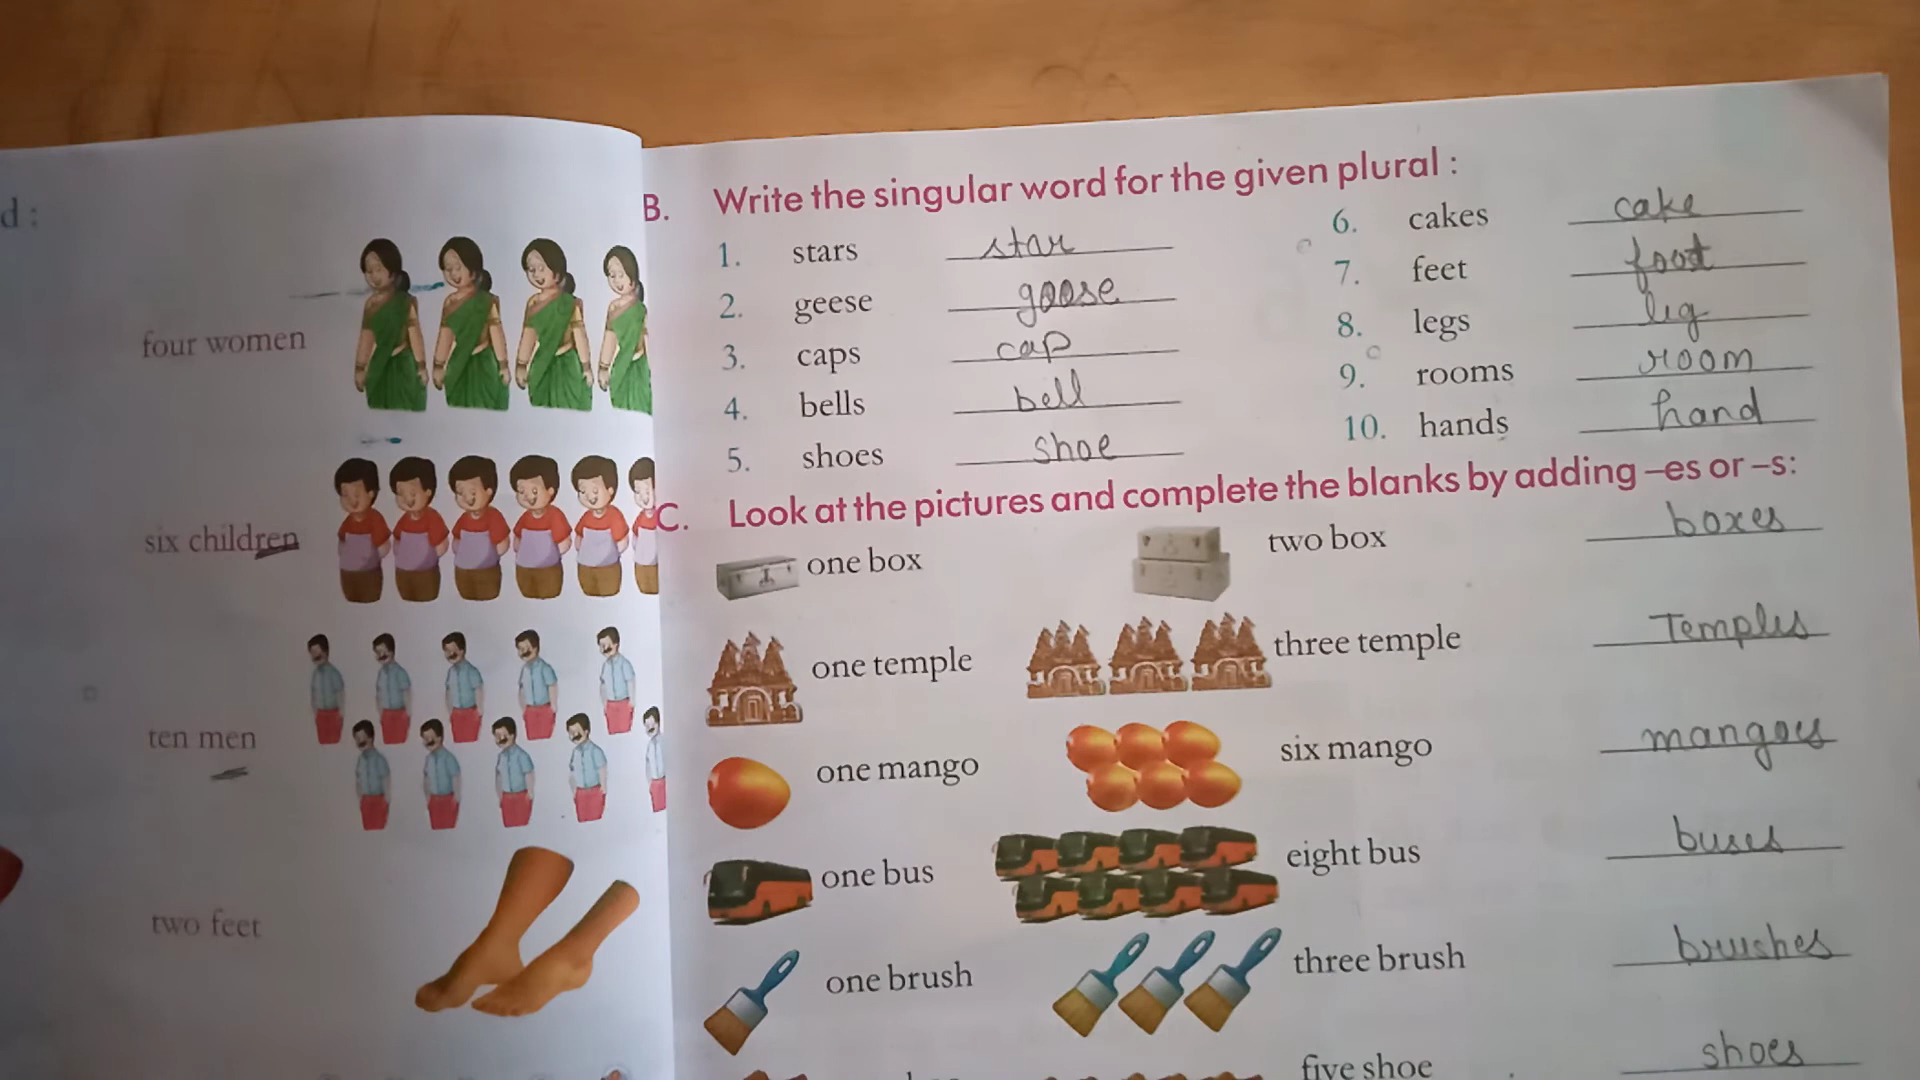 d :
four women
six children
ten men
two feet
B. Write the singular word for the given plural :
1. stars star
2. geese goose
3. caps cap
4. bells bell
5. shoes shoe
6. cakes cake
7. feet foot
8. legs leg
9. rooms room
10. hands hand
C. Look at the pictures and complete the blanks by adding –es or –s:
one box two box boxes
one temple three temple Temples
one mango six mango mangoes
one bus eight bus buses
one brush three brush brushes
five shoe shoes